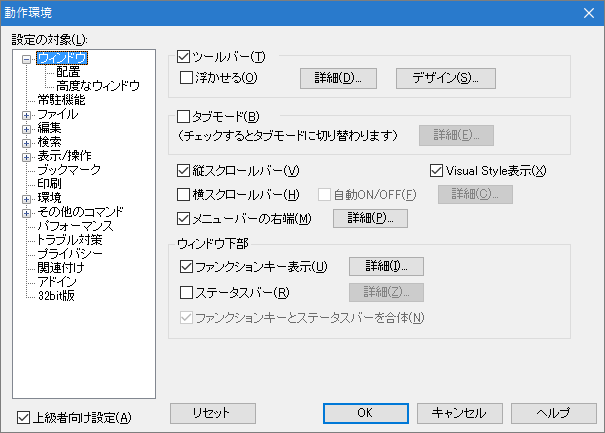 動作環境
設定の対象(L):
ウィンドウ
配置
高度なウィンドウ
常駐機能
ファイル
編集
検索
表示/操作
ブックマーク
印刷
環境
その他のコマンド
パフォーマンス
トラブル対策
プライバシー
関連付け
アドイン
32bit版
上級者向け設定(A)
ツールバー(T)
浮かせる(O) 詳細(D)... デザイン(S)...
タブモード(B)
(チェックするとタブモードに切り替わります) 詳細(E)...
縦スクロールバー(V) Visual Style表示(X)
横スクロールバー(H) 自動ON/OFF(F) 詳細(C)...
メニューバーの右端(M) 詳細(P)...
ウィンドウ下部
ファンクションキー表示(U) 詳細(I)...
ステータスバー(R) 詳細(Z)...
ファンクションキーとステータスバーを合体(N)
リセット OK キャンセル ヘルプ